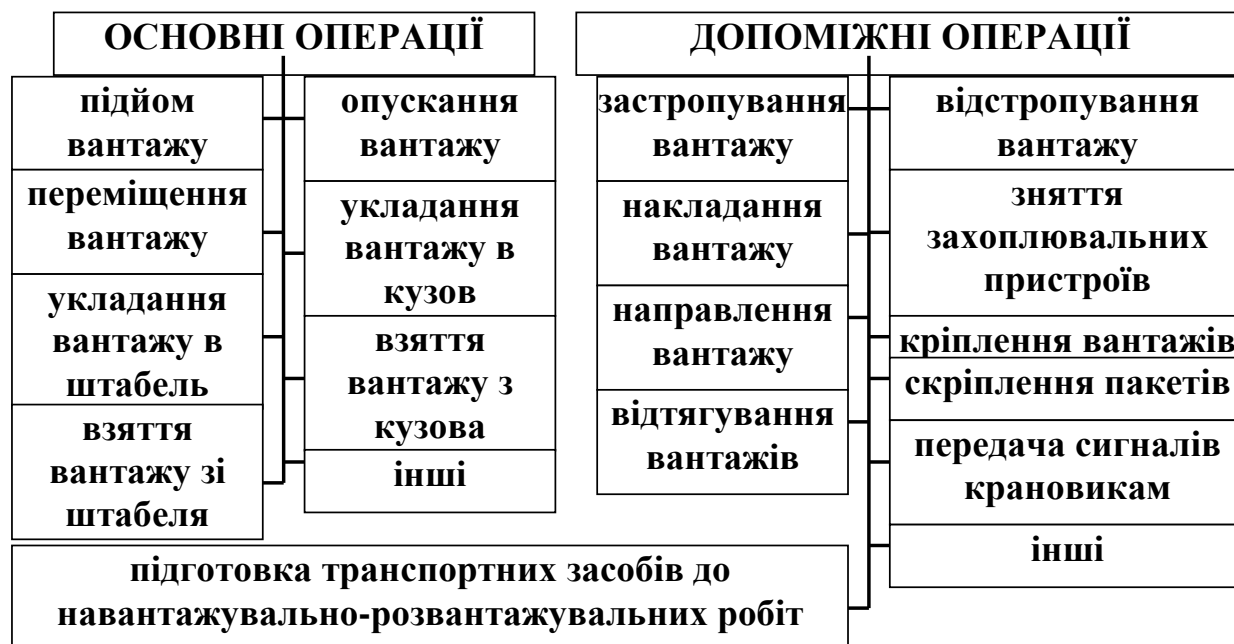 ОСНОВНІ ОПЕРАЦІЇ
підйом
вантажу
переміщення
вантажу
укладання
вантажу в
штабель
взяття
вантажу зі
штабеля
опускання
вантажу
укладання
вантажу в
кузов
взяття
вантажу з
кузова
інші
ДОПОМІЖНІ ОПЕРАЦІЇ
застропування
вантажу
накладання
вантажу
направлення
вантажу
відтягування
вантажів
відстропування
вантажу
зняття
захоплювальних
пристроїв
кріплення вантажів
скріплення пакетів
передача сигналів
крановикам
інші
підготовка транспортних засобів до
навантажувально-розвантажувальних робіт